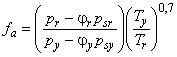 f_a = ((p_r − φ_r p_sr) / (p_y − φ_y p_sy)) (T_y / T_r)^0,7